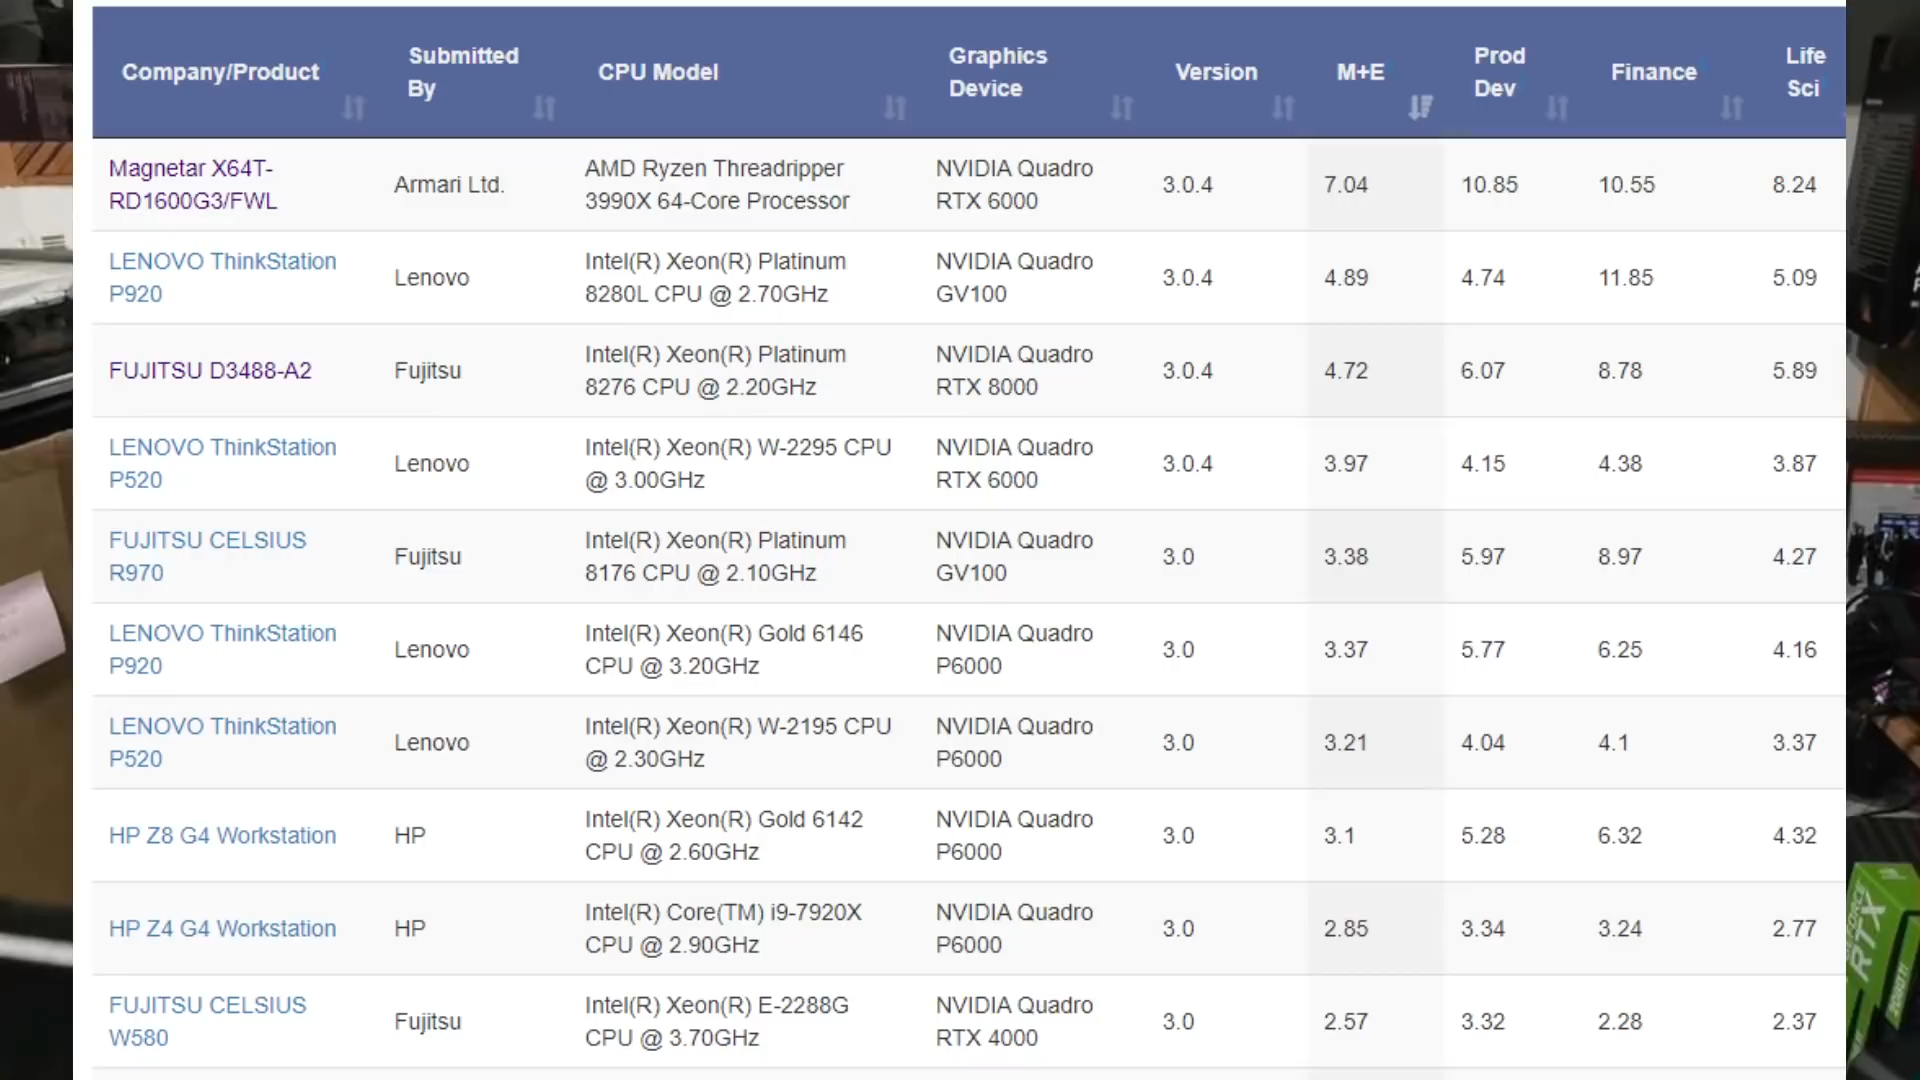 Company/Product Submitted By CPU Model Graphics Device Version M+E Prod Dev Finance Life Sci
Magnetar X64T-RD1600G3/FWL Armari Ltd. AMD Ryzen Threadripper 3990X 64-Core Processor NVIDIA Quadro RTX 6000 3.0.4 7.04 10.85 10.55 8.24
LENOVO ThinkStation P920 Lenovo Intel(R) Xeon(R) Platinum 8280L CPU @ 2.70GHz NVIDIA Quadro GV100 3.0.4 4.89 4.74 11.85 5.09
FUJITSU D3488-A2 Fujitsu Intel(R) Xeon(R) Platinum 8276 CPU @ 2.20GHz NVIDIA Quadro RTX 8000 3.0.4 4.72 6.07 8.78 5.89
LENOVO ThinkStation P520 Lenovo Intel(R) Xeon(R) W-2295 CPU @ 3.00GHz NVIDIA Quadro RTX 6000 3.0.4 3.97 4.15 4.38 3.87
FUJITSU CELSIUS R970 Fujitsu Intel(R) Xeon(R) Platinum 8176 CPU @ 2.10GHz NVIDIA Quadro GV100 3.0 3.38 5.97 8.97 4.27
LENOVO ThinkStation P920 Lenovo Intel(R) Xeon(R) Gold 6146 CPU @ 3.20GHz NVIDIA Quadro P6000 3.0 3.37 5.77 6.25 4.16
LENOVO ThinkStation P520 Lenovo Intel(R) Xeon(R) W-2195 CPU @ 2.30GHz NVIDIA Quadro P6000 3.0 3.21 4.04 4.1 3.37
HP Z8 G4 Workstation HP Intel(R) Xeon(R) Gold 6142 CPU @ 2.60GHz NVIDIA Quadro P6000 3.0 3.1 5.28 6.32 4.32
HP Z4 G4 Workstation HP Intel(R) Core(TM) i9-7920X CPU @ 2.90GHz NVIDIA Quadro P6000 3.0 2.85 3.34 3.24 2.77
FUJITSU CELSIUS W580 Fujitsu Intel(R) Xeon(R) E-2288G CPU @ 3.70GHz NVIDIA Quadro RTX 4000 3.0 2.57 3.32 2.28 2.37
RTX